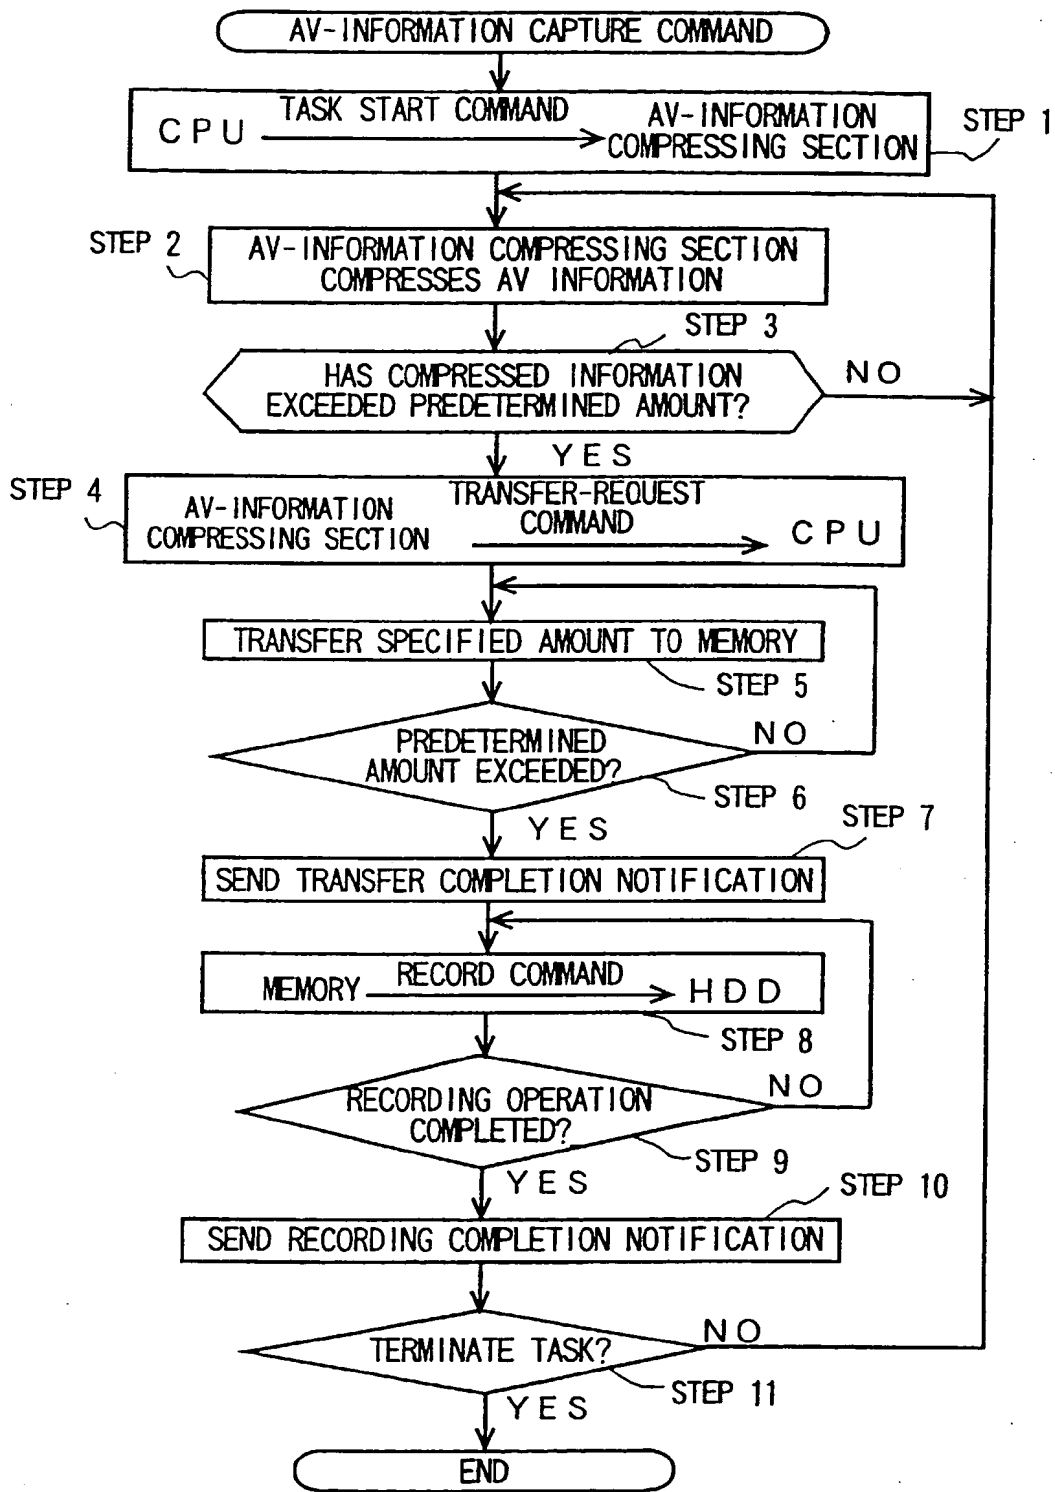 AV-INFORMATION CAPTURE COMMAND
TASK START COMMAND
CPU
AV-INFORMATION
COMPRESSING SECTION
STEP 1
STEP 2
AV-INFORMATION COMPRESSING SECTION
COMPRESSES AV INFORMATION
STEP 3
HAS COMPRESSED INFORMATION
EXCEEDED PREDETERMINED AMOUNT?
NO
YES
STEP 4
AV-INFORMATION
COMPRESSING SECTION
TRANSFER-REQUEST
COMMAND
CPU
TRANSFER SPECIFIED AMOUNT TO MEMORY
STEP 5
PREDETERMINED
AMOUNT EXCEEDED?
NO
STEP 6
YES
STEP 7
SEND TRANSFER COMPLETION NOTIFICATION
RECORD COMMAND
MEMORY
HDD
STEP 8
RECORDING OPERATION
COMPLETED?
NO
STEP 9
YES
STEP 10
SEND RECORDING COMPLETION NOTIFICATION
TERMINATE TASK?
NO
STEP 11
YES
END